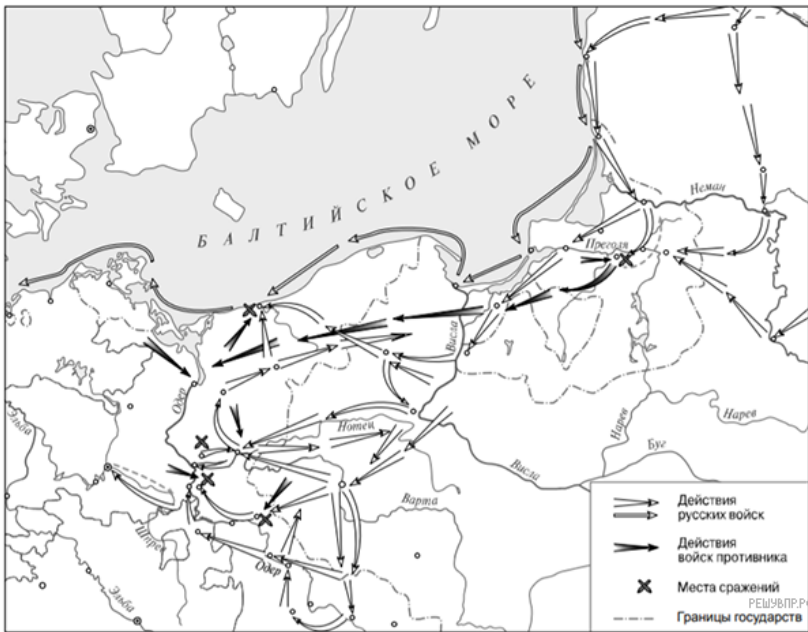 БАЛТИЙСКОЕ МОРЕ
Неман
Преголя
Висла
Одер
Эльба
Нотец
Нарев
Нарев
Буг
Висла
Варта
Шпрее
Одер
Эльба
Действия
русских войск
Действия
войск противника
Места сражений
РЕШУВПР.РФ
Границы государств